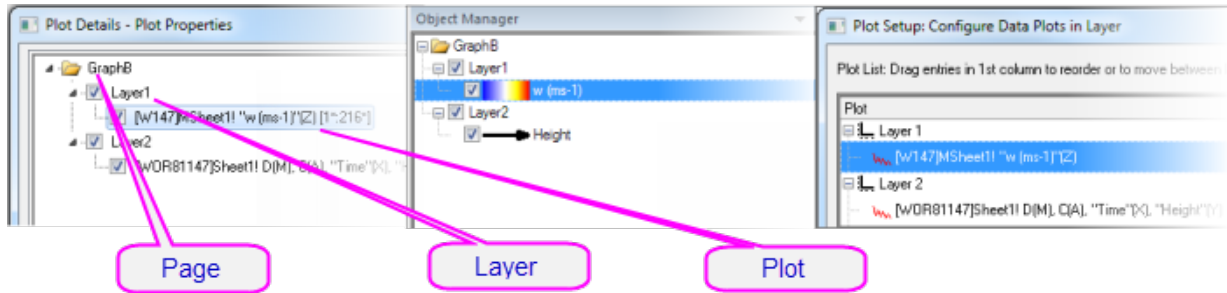 Plot Details - Plot Properties
GraphB
Layer1
[W147]MSheet1! "w (ms-1)"(Z) [1*:216*]
Layer2
[WOR81147]Sheet1! D(M), C(A), "Time"(X),
Object Manager
GraphB
Layer1
w (ms-1)
Layer2
Height
Plot Setup: Configure Data Plots in Layer
Plot List: Drag entries in 1st column to reorder or to move between
Plot
Layer 1
[W147]MSheet1! "w (ms-1)"(Z)
Layer 2
[WOR81147]Sheet1! D(M), C(A), "Time"(X), "Height"(Y)
Page
Layer
Plot